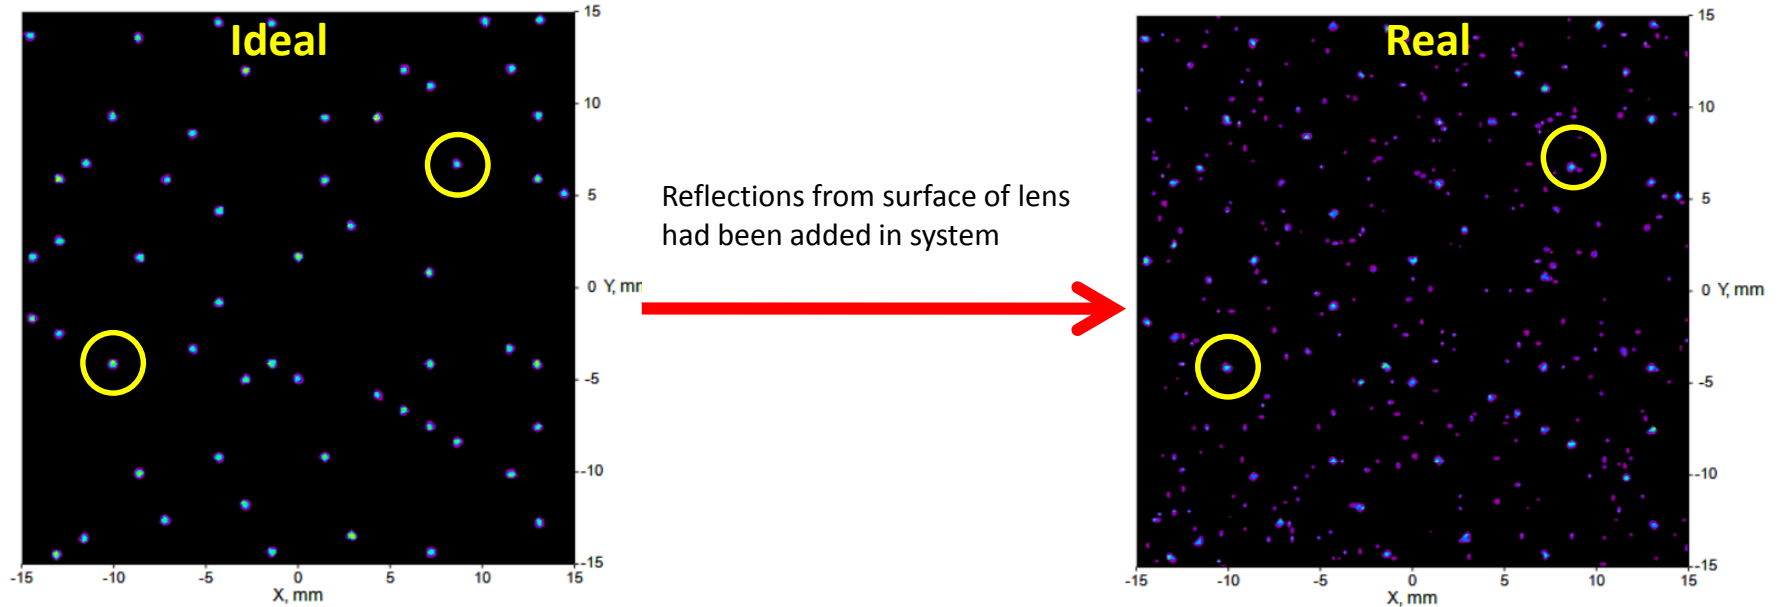 Ideal
15
10
5
0 Y, mm
-5
-10
-15
-15 -10 -5 0 5 10 15
X, mm
Reflections from surface of lens
had been added in system
Real
15
10
5
0 Y, mm
-5
-10
-15
-15 -10 -5 0 5 10 15
X, mm